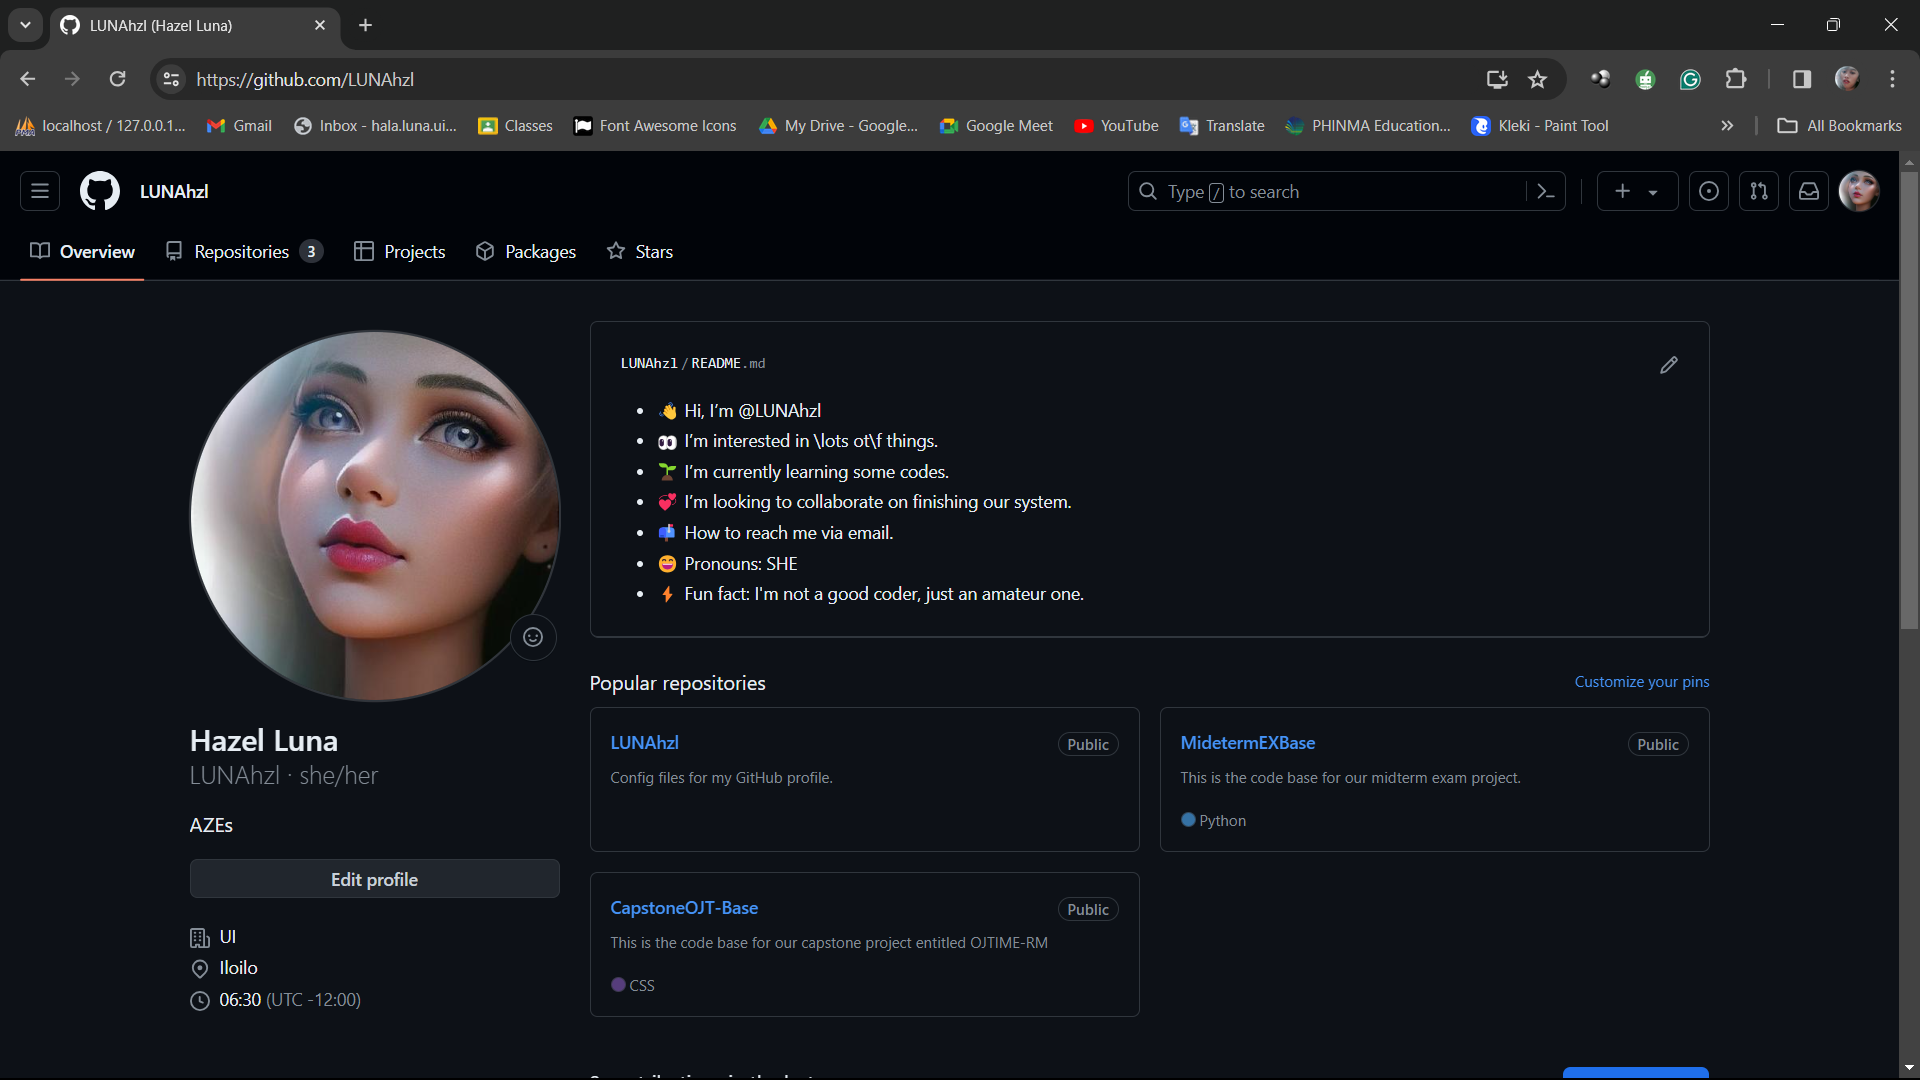 LUNAhzl (Hazel Luna)
https://github.com/LUNAhzl
localhost / 127.0.0.1...
Gmail
Inbox - hala.luna.ui...
Classes
Font Awesome Icons
My Drive - Google...
Google Meet
YouTube
Translate
PHINMA Education...
Kleki - Paint Tool
All Bookmarks
LUNAhzl
Type / to search
Overview
Repositories 3
Projects
Packages
Stars
LUNAhzl / README.md
👋 Hi, I’m @LUNAhzl
👀 I’m interested in \lots ot\f things.
🌱 I’m currently learning some codes.
💞️ I’m looking to collaborate on finishing our system.
📫 How to reach me via email.
😄 Pronouns: SHE
⚡ Fun fact: I'm not a good coder, just an amateur one.
Hazel Luna
LUNAhzl · she/her
AZEs
Edit profile
UI
Iloilo
06:30 (UTC -12:00)
Popular repositories
Customize your pins
LUNAhzl
Public
Config files for my GitHub profile.
MidetermEXBase
Public
This is the code base for our midterm exam project.
Python
CapstoneOJT-Base
Public
This is the code base for our capstone project entitled OJTIME-RM
CSS